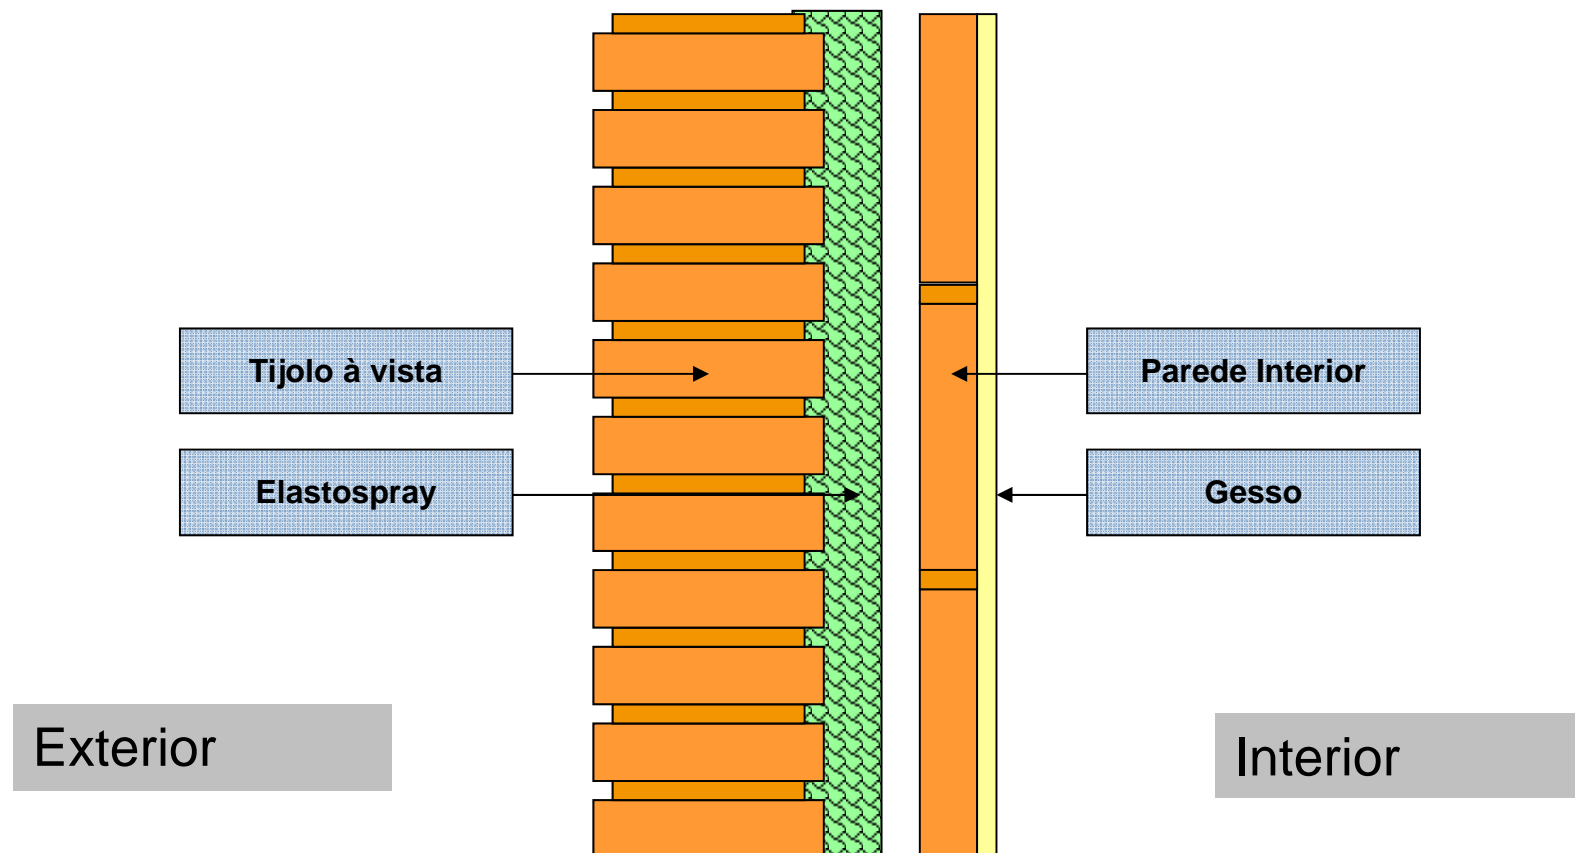 Tijolo à vista
Parede Interior
Elastospray
Gesso
Exterior
Interior